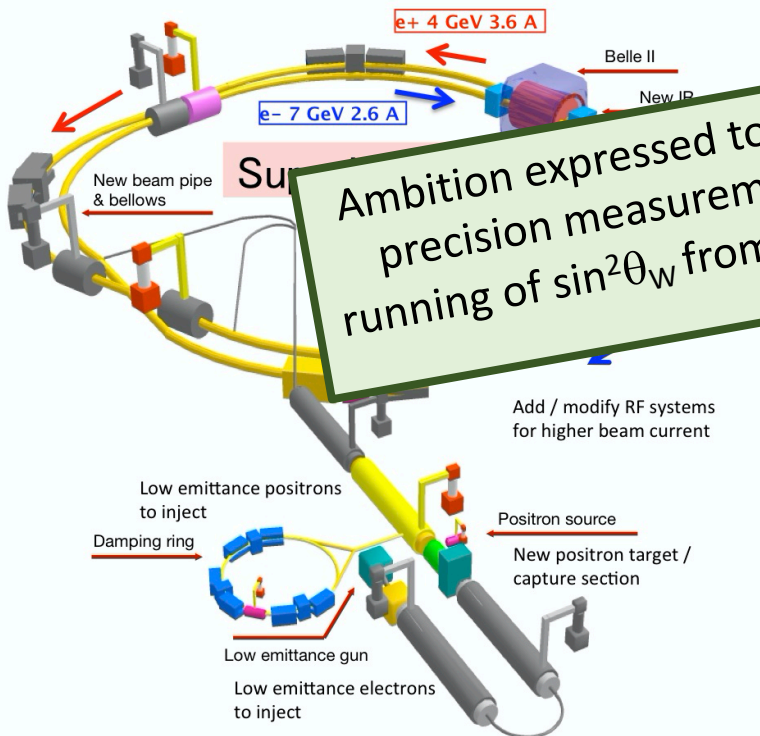 e+ 4 GeV 3.6 A
Belle II
e- 7 GeV 2.6 A
New IR
New beam pipe
& bellows
Ambition expressed to
precision
running of sin²θW from
Add / modify RF systems
for higher beam current
Low emittance positrons
to inject
Damping ring
Positron source
New positron target /
capture section
Low emittance gun
Low emittance electrons
to inject